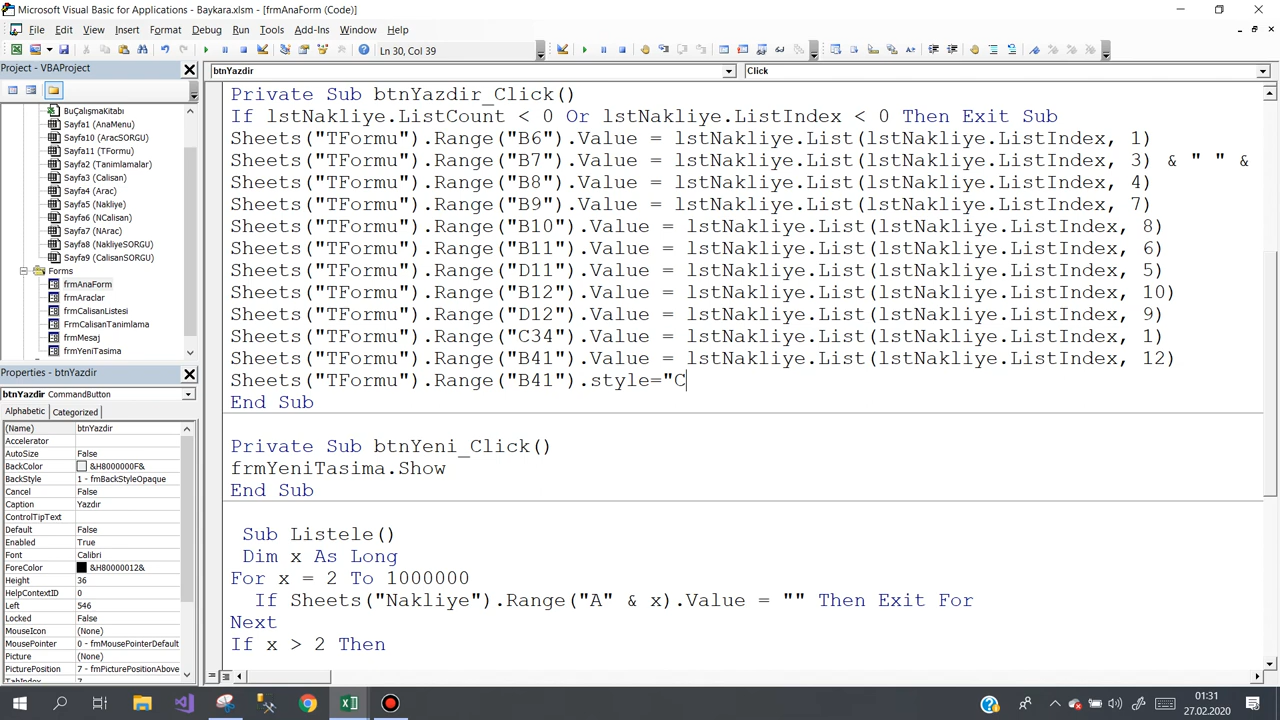 Microsoft Visual Basic for Applications - Baykara.xlsm - [frmAnaForm (Code)]
File Edit View Insert Format Debug Run Tools Add-Ins Window Help
Ln 30, Col 39
Project - VBAProject
BuÇalışmaKitabı
Sayfa1 (AnaMenu)
Sayfa10 (AracSORGU)
Sayfa11 (TFormu)
Sayfa2 (Tanimlamalar)
Sayfa3 (Calisan)
Sayfa4 (Arac)
Sayfa5 (Nakliye)
Sayfa6 (NCalisan)
Sayfa7 (NArac)
Sayfa8 (NakliyeSORGU)
Sayfa9 (CalisanSORGU)
Forms
frmAnaForm
frmAraclar
frmCalisanListesi
FrmCalisanTanimlama
frmMesaj
frmYeniTasima
Properties - btnYazdir
btnYazdir CommandButton
Alphabetic Categorized
(Name) btnYazdir
Accelerator
AutoSize False
BackColor &H8000000F&
BackStyle 1 - fmBackStyleOpaque
Cancel False
Caption Yazdır
ControlTipText
Default False
Enabled True
Font Calibri
ForeColor &H80000012&
Height 36
HelpContextID 0
Left 546
Locked False
MouseIcon (None)
MousePointer 0 - fmMousePointerDefault
Picture (None)
PicturePosition 7 - fmPicturePositionAbove
TabIndex 7
btnYazdir Click
Private Sub btnYazdir_Click()
If lstNakliye.ListCount < 0 Or lstNakliye.ListIndex < 0 Then Exit Sub
Sheets("TFormu").Range("B6").Value = lstNakliye.List(lstNakliye.ListIndex, 1)
Sheets("TFormu").Range("B7").Value = lstNakliye.List(lstNakliye.ListIndex, 3) & " " &
Sheets("TFormu").Range("B8").Value = lstNakliye.List(lstNakliye.ListIndex, 4)
Sheets("TFormu").Range("B9").Value = lstNakliye.List(lstNakliye.ListIndex, 7)
Sheets("TFormu").Range("B10").Value = lstNakliye.List(lstNakliye.ListIndex, 8)
Sheets("TFormu").Range("B11").Value = lstNakliye.List(lstNakliye.ListIndex, 6)
Sheets("TFormu").Range("D11").Value = lstNakliye.List(lstNakliye.ListIndex, 5)
Sheets("TFormu").Range("B12").Value = lstNakliye.List(lstNakliye.ListIndex, 10)
Sheets("TFormu").Range("D12").Value = lstNakliye.List(lstNakliye.ListIndex, 9)
Sheets("TFormu").Range("C34").Value = lstNakliye.List(lstNakliye.ListIndex, 1)
Sheets("TFormu").Range("B41").Value = lstNakliye.List(lstNakliye.ListIndex, 12)
Sheets("TFormu").Range("B41").style="C
End Sub
Private Sub btnYeni_Click()
frmYeniTasima.Show
End Sub
Sub Listele()
Dim x As Long
For x = 2 To 1000000
If Sheets("Nakliye").Range("A" & x).Value = "" Then Exit For
Next
If x > 2 Then
01:31
27.02.2020